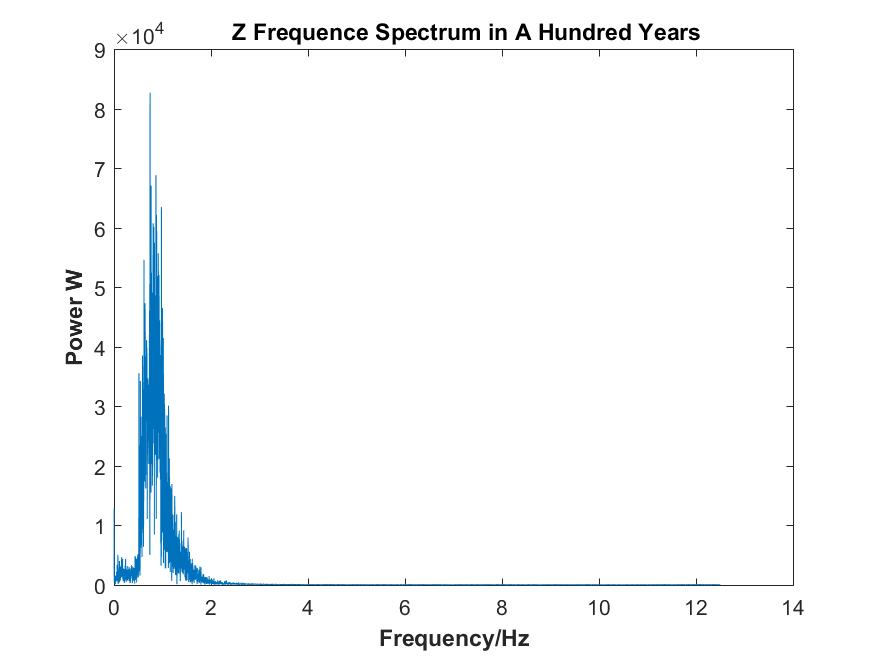 Z Frequence Spectrum in A Hundred Years
×10⁴
9
8
7
6
5
4
3
2
1
0
Power W
0 2 4 6 8 10 12 14
Frequency/Hz